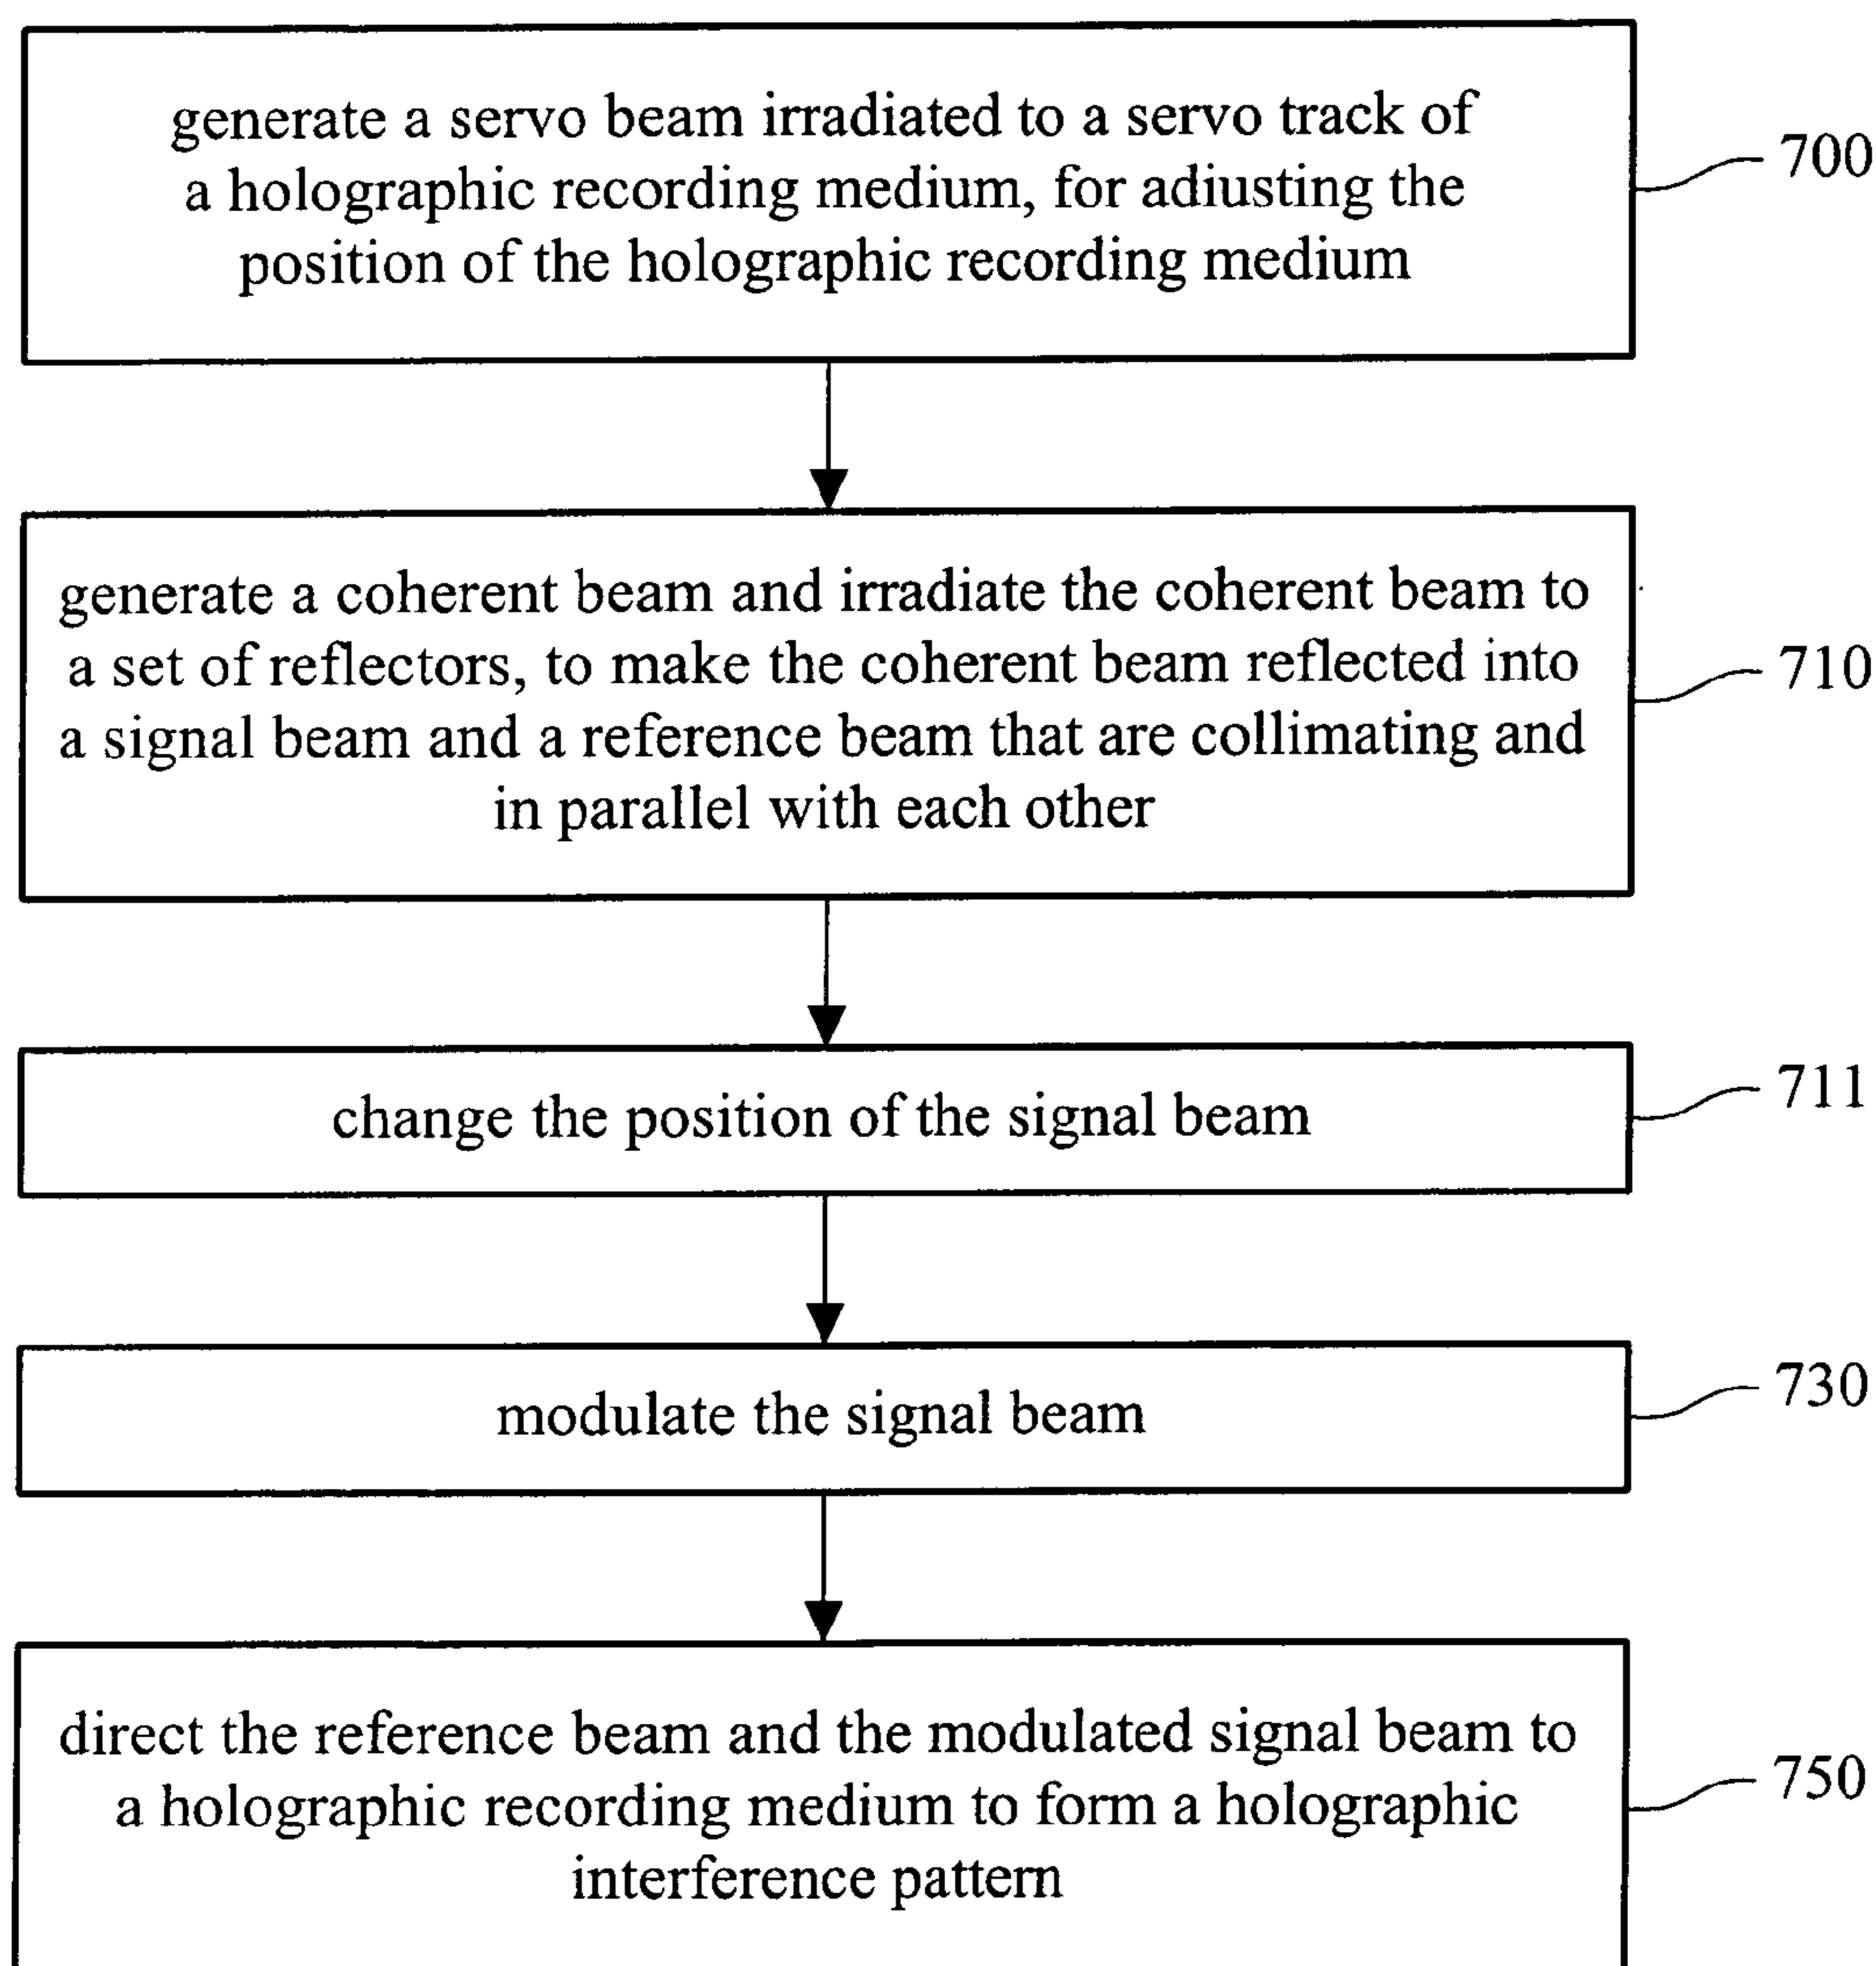 generate a servo beam irradiated to a servo track of
a holographic recording medium, for adiusting the
position of the holographic recording medium
700
generate a coherent beam and irradiate the coherent beam to
a set of reflectors, to make the coherent beam reflected into
a signal beam and a reference beam that are collimating and
in parallel with each other
710
change the position of the signal beam
711
modulate the signal beam
730
direct the reference beam and the modulated signal beam to
a holographic recording medium to form a holographic
interference pattern
750